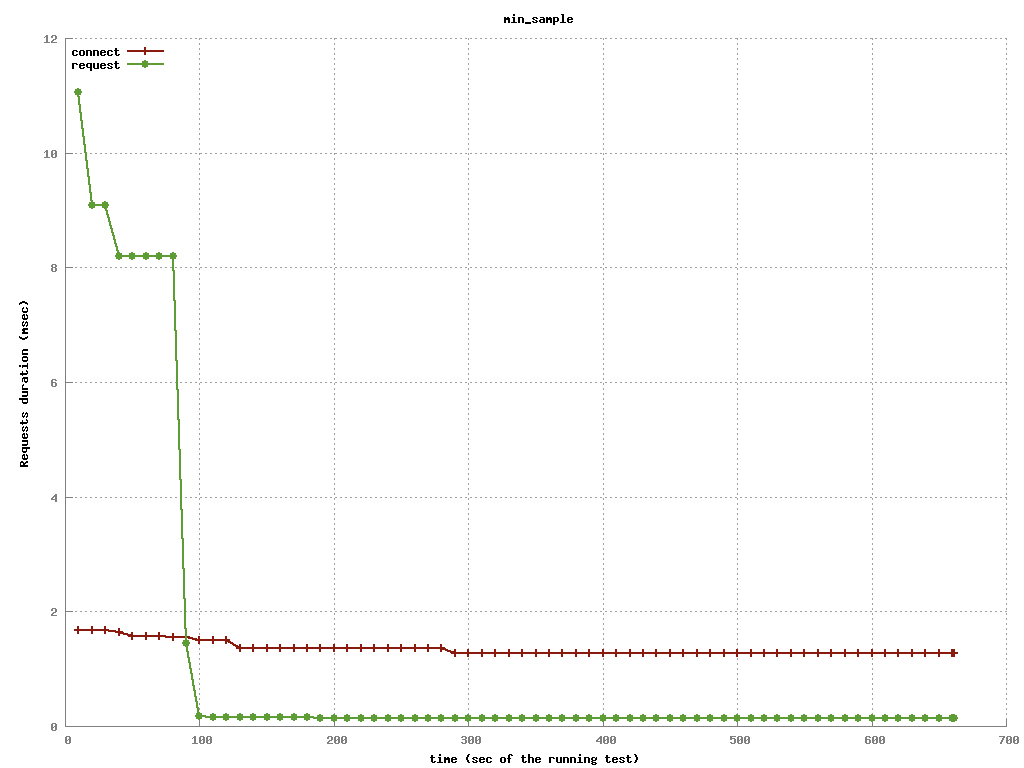 min_sample
connect
request
12
10
8
6
4
2
0
Requests duration (msec)
0 100 200 300 400 500 600 700
time (sec of the running test)